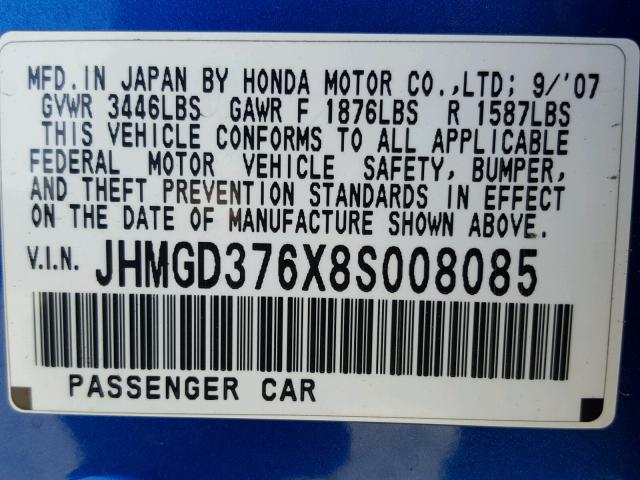 MFD. IN JAPAN BY HONDA MOTOR CO.,LTD; 9/'07
GVWR 3446LBS GAWR F 1876LBS R 1587LBS
THIS VEHICLE CONFORMS TO ALL APPLICABLE
FEDERAL MOTOR VEHICLE SAFETY, BUMPER,
AND THEFT PREVENTION STANDARDS IN EFFECT
ON THE DATE OF MANUFACTURE SHOWN ABOVE.
V.I.N. JHMGD376X8S008085
PASSENGER CAR